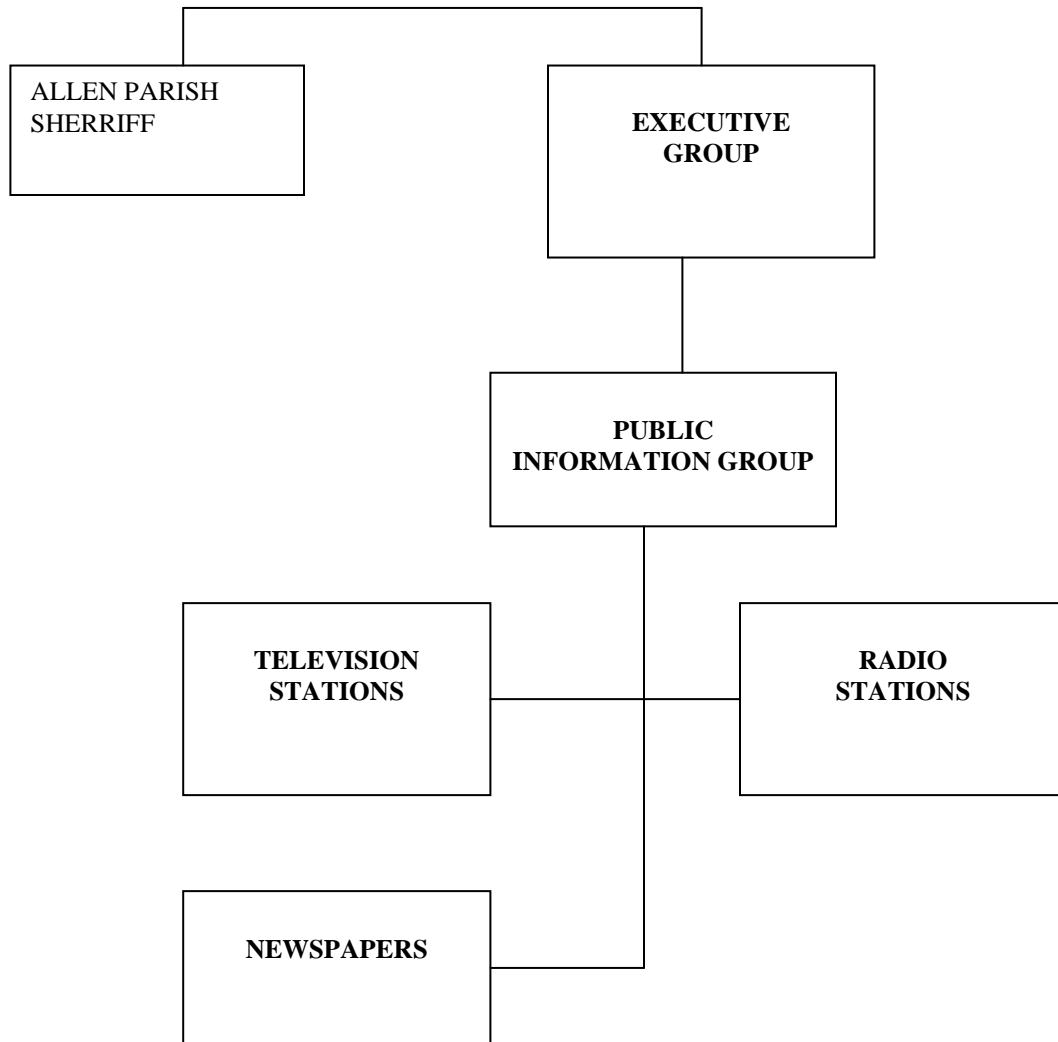 ALLEN PARISH
SHERRIFF
EXECUTIVE
GROUP
PUBLIC
INFORMATION GROUP
TELEVISION
STATIONS
RADIO
STATIONS
NEWSPAPERS